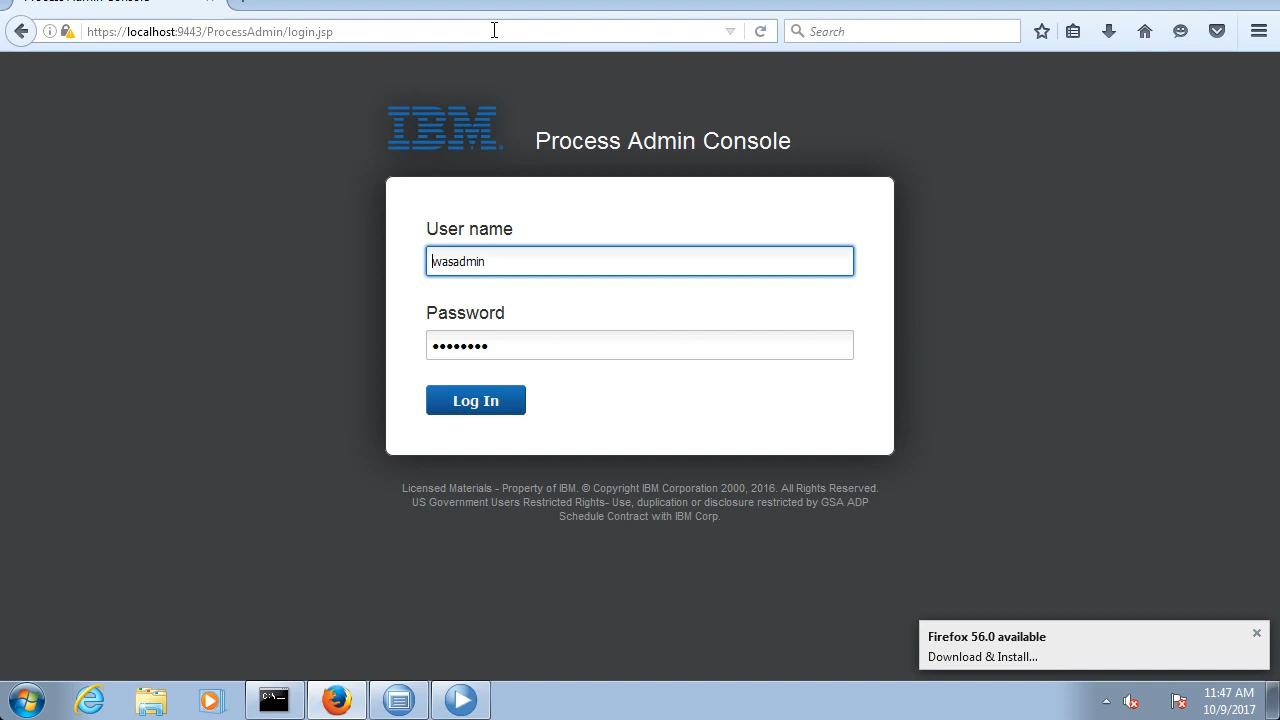 Process Admin Console
https://localhost:9443/ProcessAdmin/login.jsp
Search
IBM
Process Admin Console
User name
wasadmin
Password
••••••••
Log In
Licensed Materials - Property of IBM. © Copyright IBM Corporation 2000, 2016. All Rights Reserved.
US Government Users Restricted Rights- Use, duplication or disclosure restricted by GSA ADP
Schedule Contract with IBM Corp.
Firefox 56.0 available
Download & Install...
C:\
11:47 AM
10/9/2017